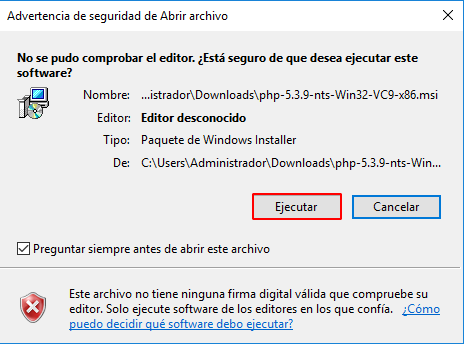 Advertencia de seguridad de Abrir archivo
No se pudo comprobar el editor. ¿Está seguro de que desea ejecutar este
software?
Nombre: ...istrador\Downloads\php-5.3.9-nts-Win32-VC9-x86.msi
Editor: Editor desconocido
Tipo: Paquete de Windows Installer
De: C:\Users\Administrador\Downloads\php-5.3.9-nts-Win...
Ejecutar Cancelar
Preguntar siempre antes de abrir este archivo
Este archivo no tiene ninguna firma digital válida que compruebe su
editor. Solo ejecute software de los editores en los que confía. ¿Cómo
puedo decidir qué software debo ejecutar?